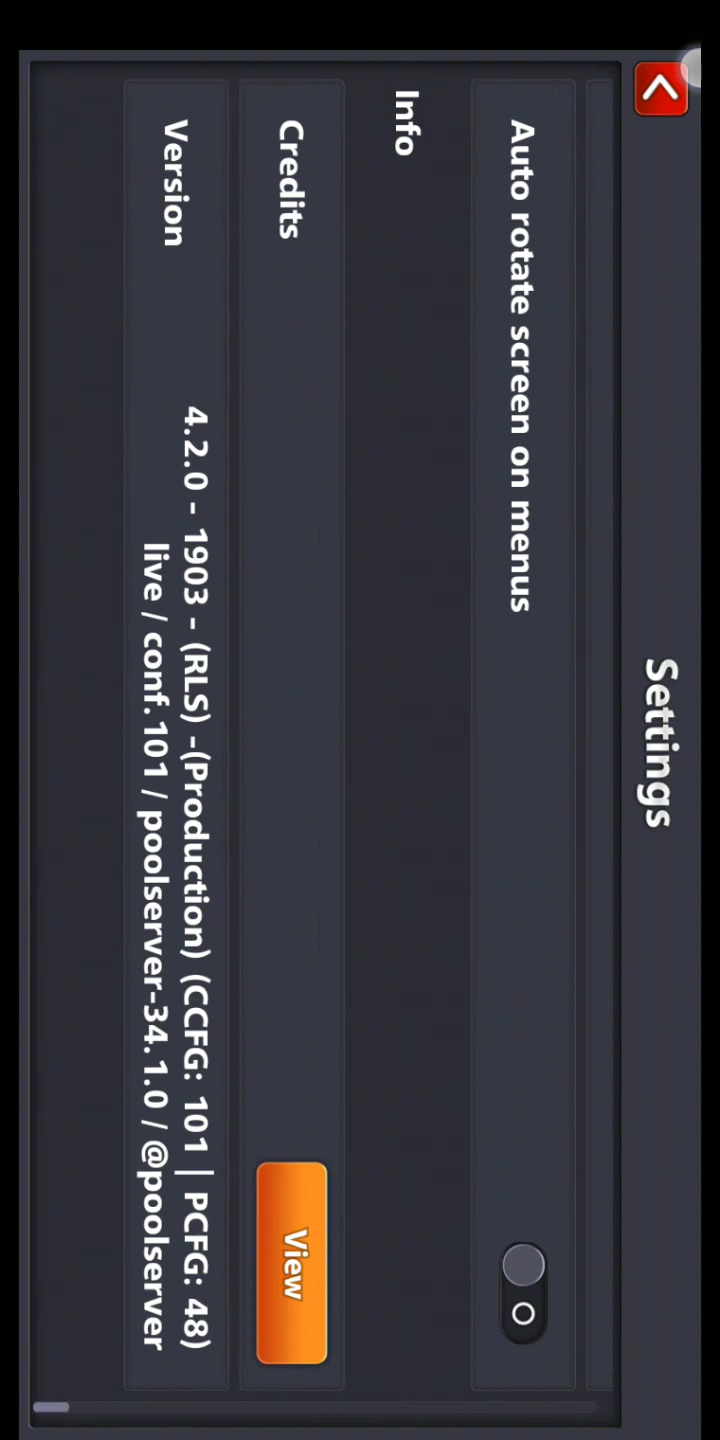 Settings
Auto rotate screen on menus
Info
Credits
View
Version
4.2.0 - 1903 - (RLS) -(Production) (CCFG: 101 | PCFG: 48)
live / conf.101 / poolserver-34.1.0 / @poolserver